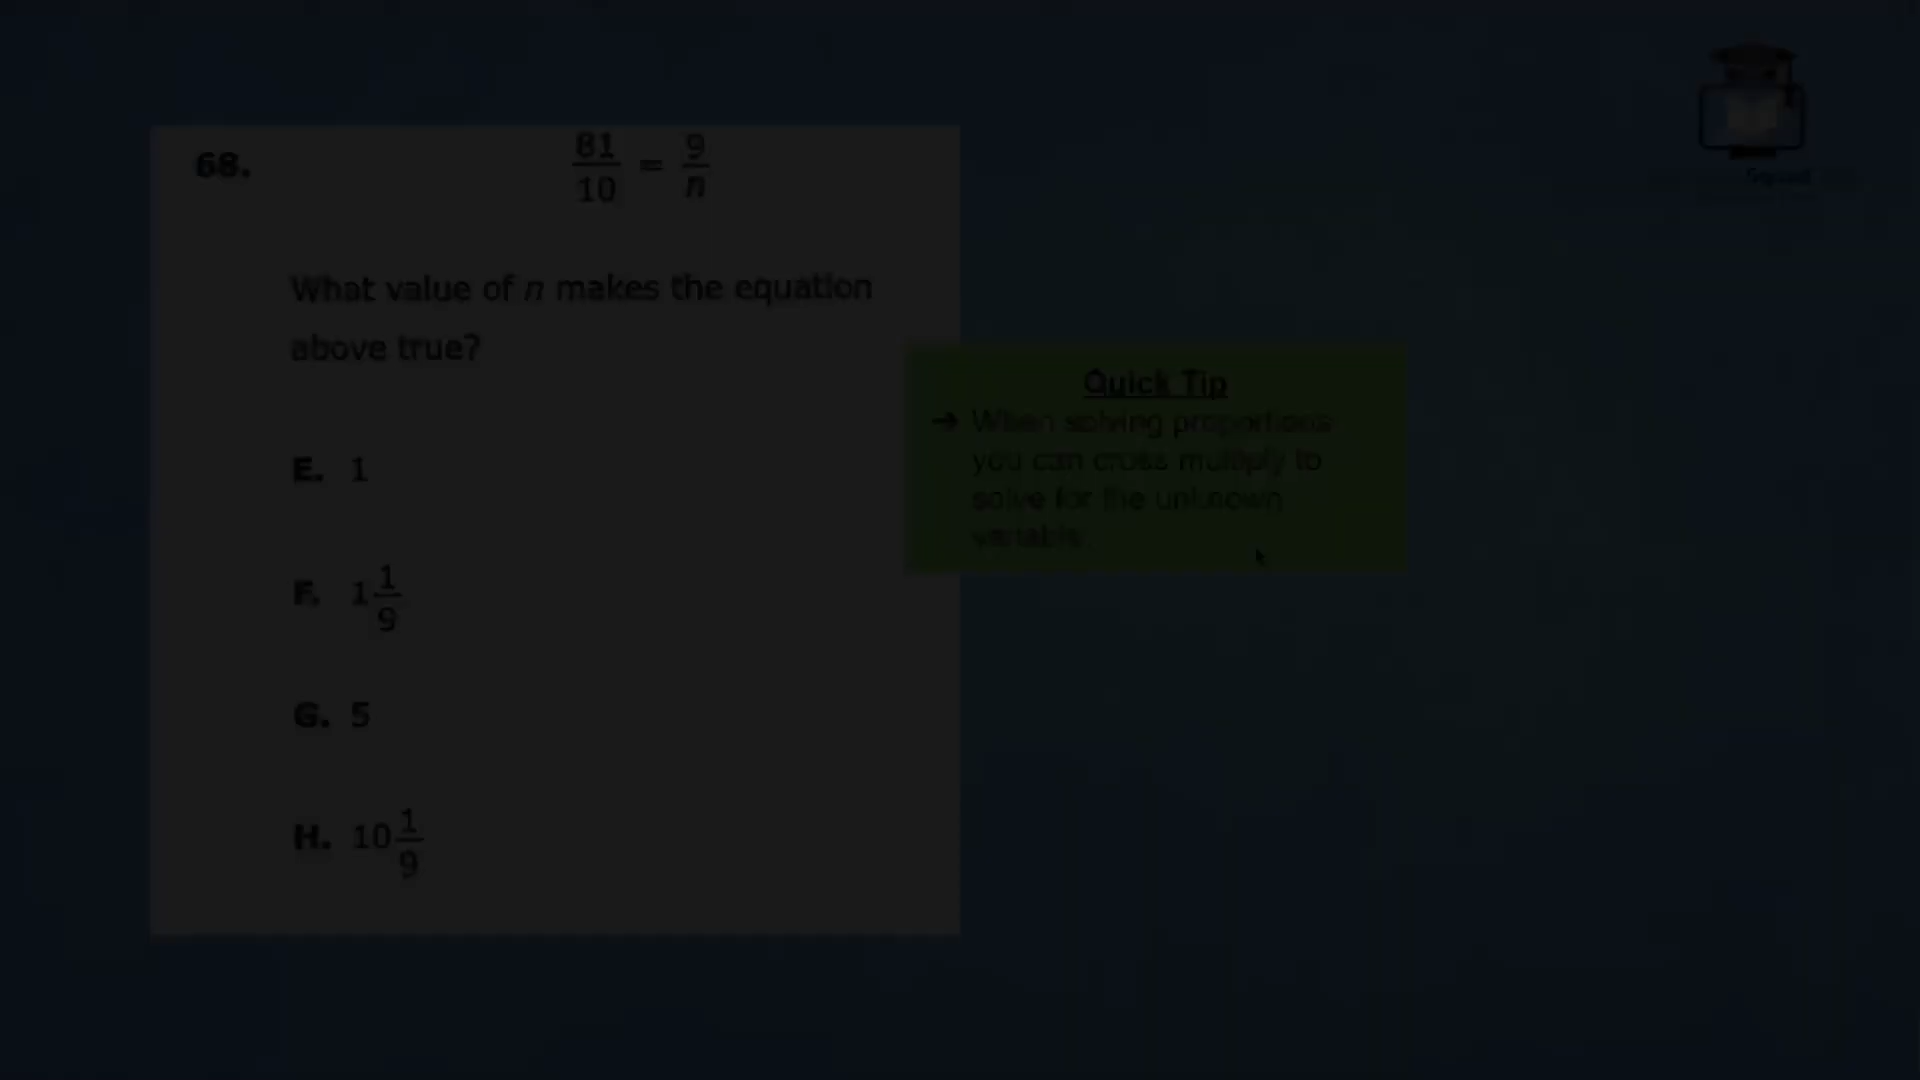 68.
81/10 = 9/n
What value of n makes the equation
above true?
E. 1
F. 1 1/9
G. 5
H. 10 1/9
Quick Tip
➔ When solving proportions
you can cross multiply to
solve for the unknown
variable